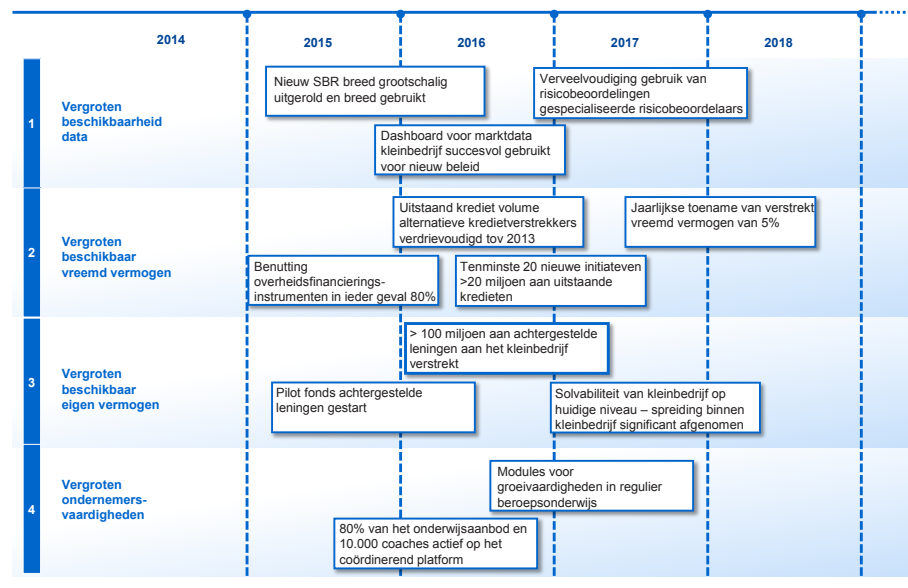 2014
2015
2016
2017
2018
1
Vergroten
beschikbaarheid
data
Nieuw SBR breed grootschalig
uitgerold en breed gebruikt
Verveelvoudiging gebruik van
risicobeoordelingen
gespecialiseerde risicobeoordelaars
Dashboard voor marktdata
kleinbedrijf succesvol gebruikt
voor nieuw beleid
2
Vergroten
beschikbaar
vreemd vermogen
Uitstaand krediet volume
alternatieve kredietverstrekkers
verdrievoudigd tov 2013
Jaarlijkse toename van verstrekt
vreemd vermogen van 5%
Benutting
overheidsfinancierings-
instrumenten in ieder geval 80%
Tenminste 20 nieuwe initiateven
>20 miljoen aan uitstaande
kredieten
3
Vergroten
beschikbaar
eigen vermogen
> 100 miljoen aan achtergestelde
leningen aan het kleinbedrijf
verstrekt
Pilot fonds achtergestelde
leningen gestart
Solvabiliteit van kleinbedrijf op
huidige niveau – spreiding binnen
kleinbedrijf significant afgenomen
4
Vergroten
ondernemers-
vaardigheden
Modules voor
groeivaardigheden in regulier
beroepsonderwijs
80% van het onderwijsaanbod en
10.000 coaches actief op het
coördinerend platform